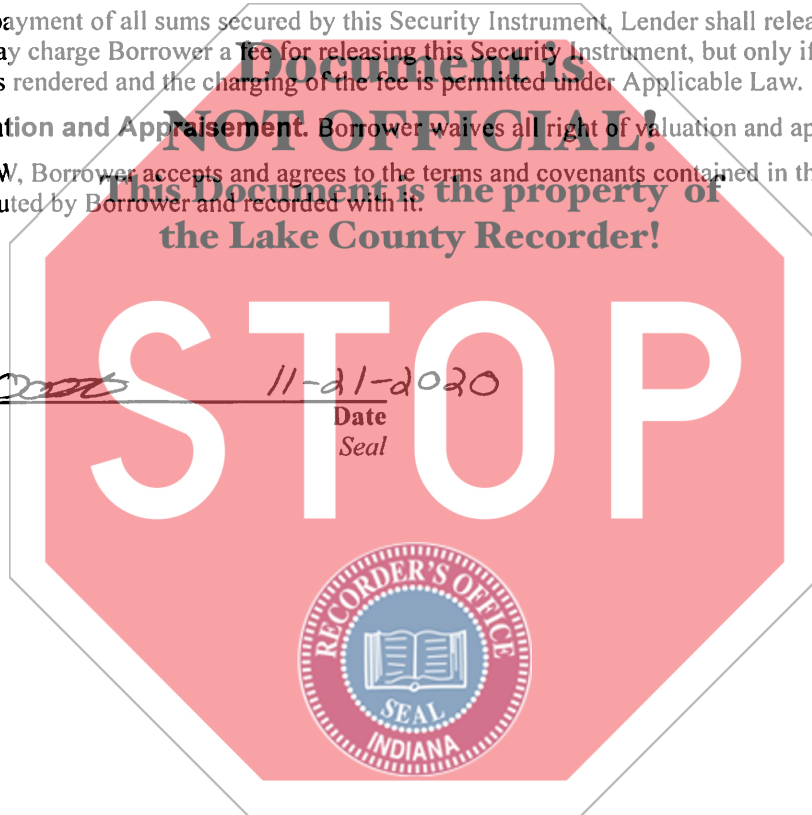 payment of all sums secured by this Security Instrument, Lender shall relea
ay charge Borrower a fee for releasing this Security Instrument, but only if
s rendered and the charging of the fee is permitted under Applicable Law.
Document is
ation and Appraisement. Borrower waives all right of valuation and ap
NOT OFFICIAL!
W, Borrower accepts and agrees to the terms and covenants contained in th
This Document is the property of
uted by Borrower and recorded with it.
the Lake County Recorder!
STOP
11-21-2020
Date
Seal
RECORDER'S OFFICE
SEAL
INDIANA